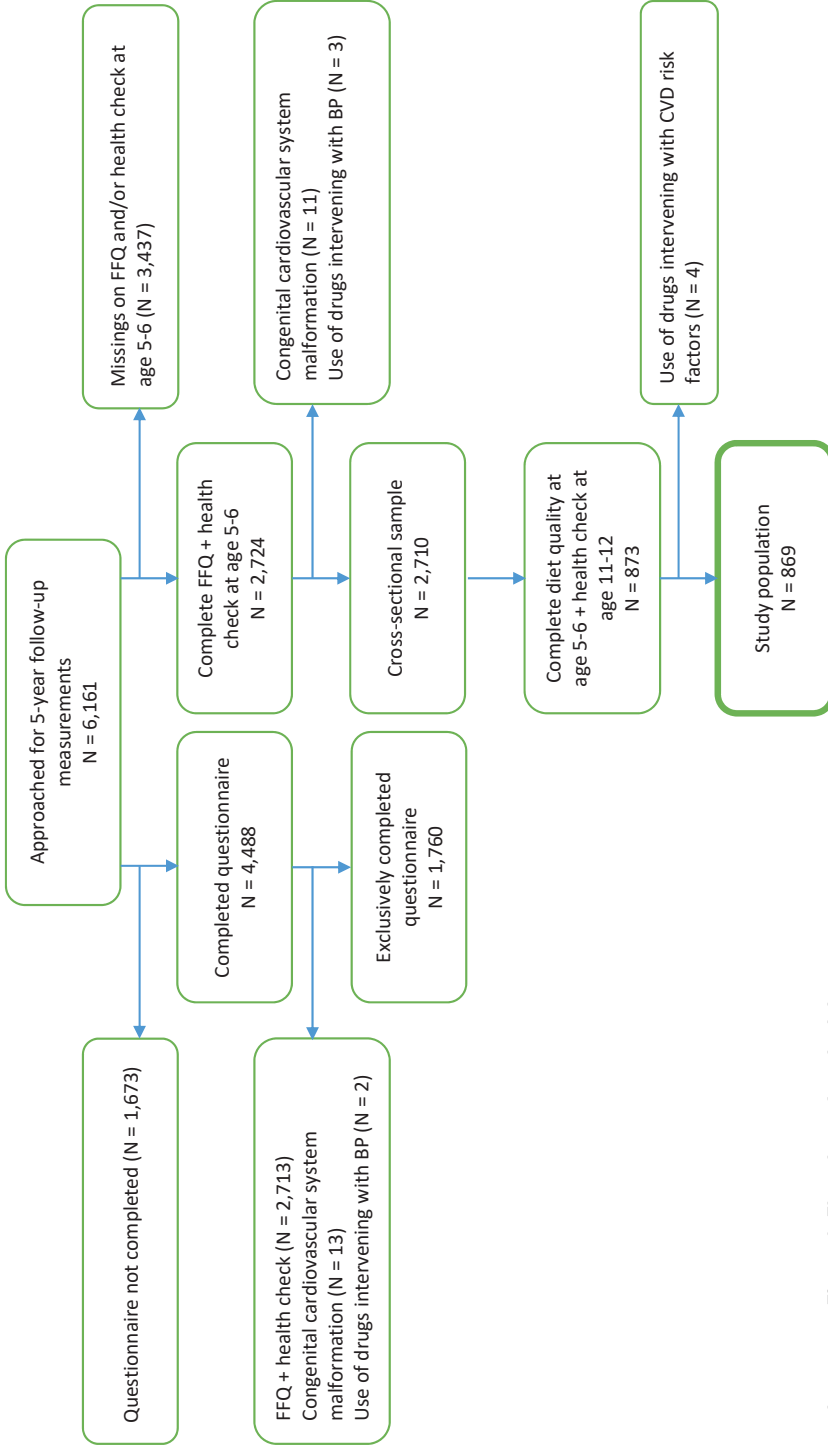 Approached for 5-year follow-up
measurements
N = 6,161
Questionnaire not completed (N = 1,673)
Missings on FFQ and/or health check at
age 5-6 (N = 3,437)
Completed questionnaire
N = 4,488
Complete FFQ + health
check at age 5-6
N = 2,724
FFQ + health check (N = 2,713)
Congenital cardiovascular system
malformation (N = 13)
Use of drugs intervening with BP (N = 2)
Congenital cardiovascular system
malformation (N = 11)
Use of drugs intervening with BP (N = 3)
Exclusively completed
questionnaire
N = 1,760
Cross-sectional sample
N = 2,710
Complete diet quality at
age 5-6 + health check at
age 11-12
N = 873
Use of drugs intervening with CVD risk
factors (N = 4)
Study population
N = 869